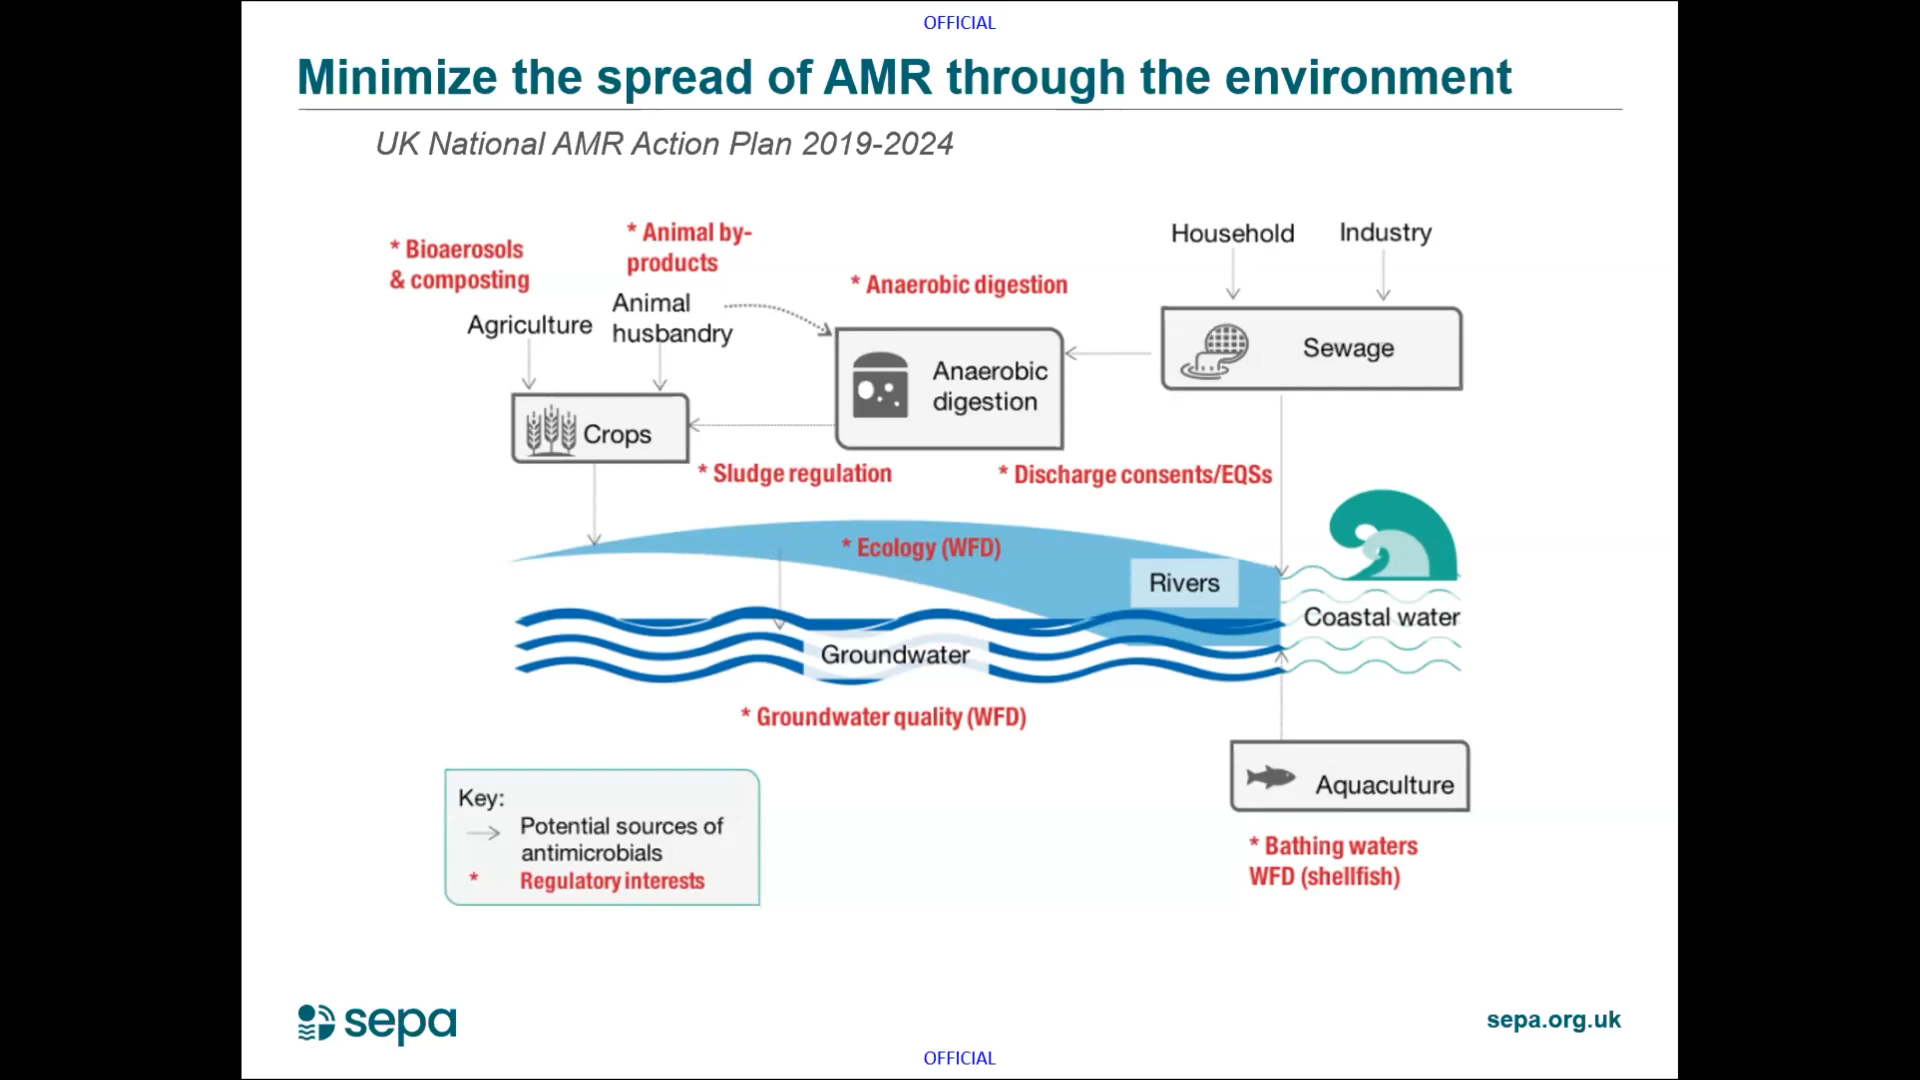 OFFICIAL
Minimize the spread of AMR through the environment
UK National AMR Action Plan 2019-2024
* Bioaerosols
& composting
* Animal by-
products
Household
Industry
* Anaerobic digestion
Agriculture
Animal
husbandry
Sewage
Anaerobic
digestion
Crops
* Sludge regulation
* Discharge consents/EQSs
* Ecology (WFD)
Rivers
Coastal water
Groundwater
* Groundwater quality (WFD)
Aquaculture
* Bathing waters
WFD (shellfish)
Key:
Potential sources of
antimicrobials
* Regulatory interests
sepa
sepa.org.uk
OFFICIAL